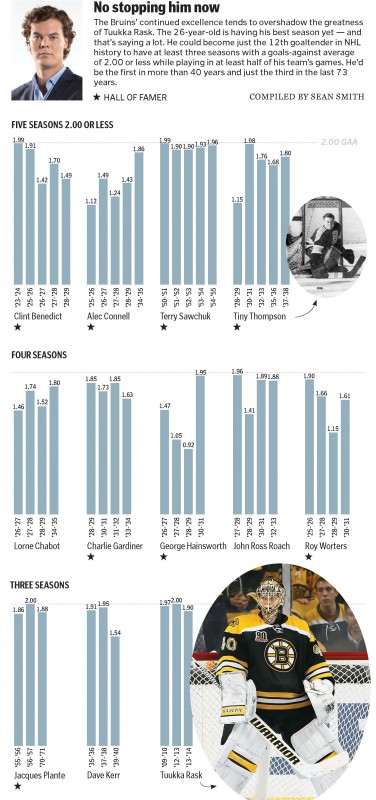 No stopping him now
The Bruins' continued excellence tends to overshadow the greatness
of Tuukka Rask. The 26-year-old is having his best season yet — and
that's saying a lot. He could become just the 12th goaltender in NHL
history to have at least three seasons with a goals-against average
of 2.00 or less while playing in at least half of his team's games. He'd
be the first in more than 40 years and just the third in the last 73
years.
★ HALL OF FAMER
COMPILED BY SEAN SMITH
FIVE SEASONS 2.00 OR LESS
2.00 GAA
1.99 1.91 1.42 1.70 1.49
'23-'24 '25-'26 '26-'27 '27-'28 '28-'29
Clint Benedict
★
1.12 1.49 1.24 1.43 1.86
'25-'26 '26-'27 '27-'28 '28-'29 '34-'35
Alec Connell
★
1.99 1.90 1.90 1.93 1.96
'50-'51 '51-'52 '52-'53 '53-'54 '54-'55
Terry Sawchuk
★
1.15 1.98 1.76 1.68 1.80
'28-'29 '30-'31 '32-'33 '35-'36 '37-'38
Tiny Thompson
★
FOUR SEASONS
1.46 1.74 1.52 1.80
'26-'27 '27-'28 '28-'29 '34-'35
Lorne Chabot
1.85 1.73 1.85 1.63
'28-'29 '30-'31 '31-'32 '33-'34
Charlie Gardiner
★
1.47 1.05 0.92 1.95
'26-'27 '27-'28 '28-'29 '30-'31
George Hainsworth
★
1.96 1.41 1.89 1.88
'27-'28 '28-'29 '30-'31 '32-'33
John Ross Roach
1.90 1.66 1.15 1.61
'25-'26 '27-'28 '28-'29 '30-'31
Roy Worters
★
THREE SEASONS
1.86 2.00 1.88
'55-'56 '56-'57 '70-'71
Jacques Plante
★
1.91 1.95 1.54
'35-'36 '36-'37 '39-'40
Dave Kerr
1.97 2.00 1.90
'09-'10 '12-'13 '13-'14
Tuukka Rask
40
B
WARRIOR